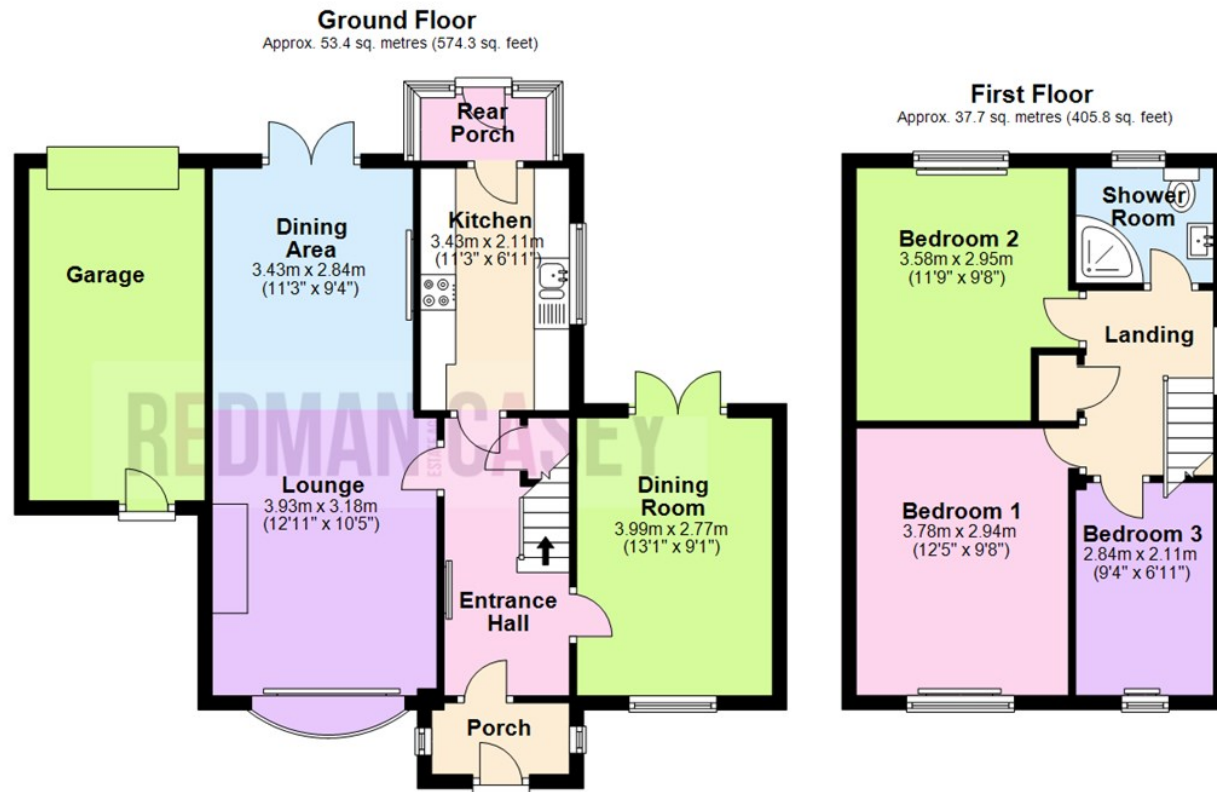 Ground Floor
Approx. 53.4 sq. metres (574.3 sq. feet)
Rear
Porch
Dining
Area
3.43m x 2.84m
(11'3" x 9'4")
Kitchen
3.43m x 2.11m
(11'3" x 6'11")
Garage
REDMAN CASEY
Lounge
3.93m x 3.18m
(12'11" x 10'5")
Dining
Room
3.99m x 2.77m
(13'1" x 9'1")
Entrance
Hall
Porch
First Floor
Approx. 37.7 sq. metres (405.8 sq. feet)
Shower
Room
Bedroom 2
3.58m x 2.95m
(11'9" x 9'8")
Landing
Bedroom 1
3.78m x 2.94m
(12'5" x 9'8")
Bedroom 3
2.84m x 2.11m
(9'4" x 6'11")